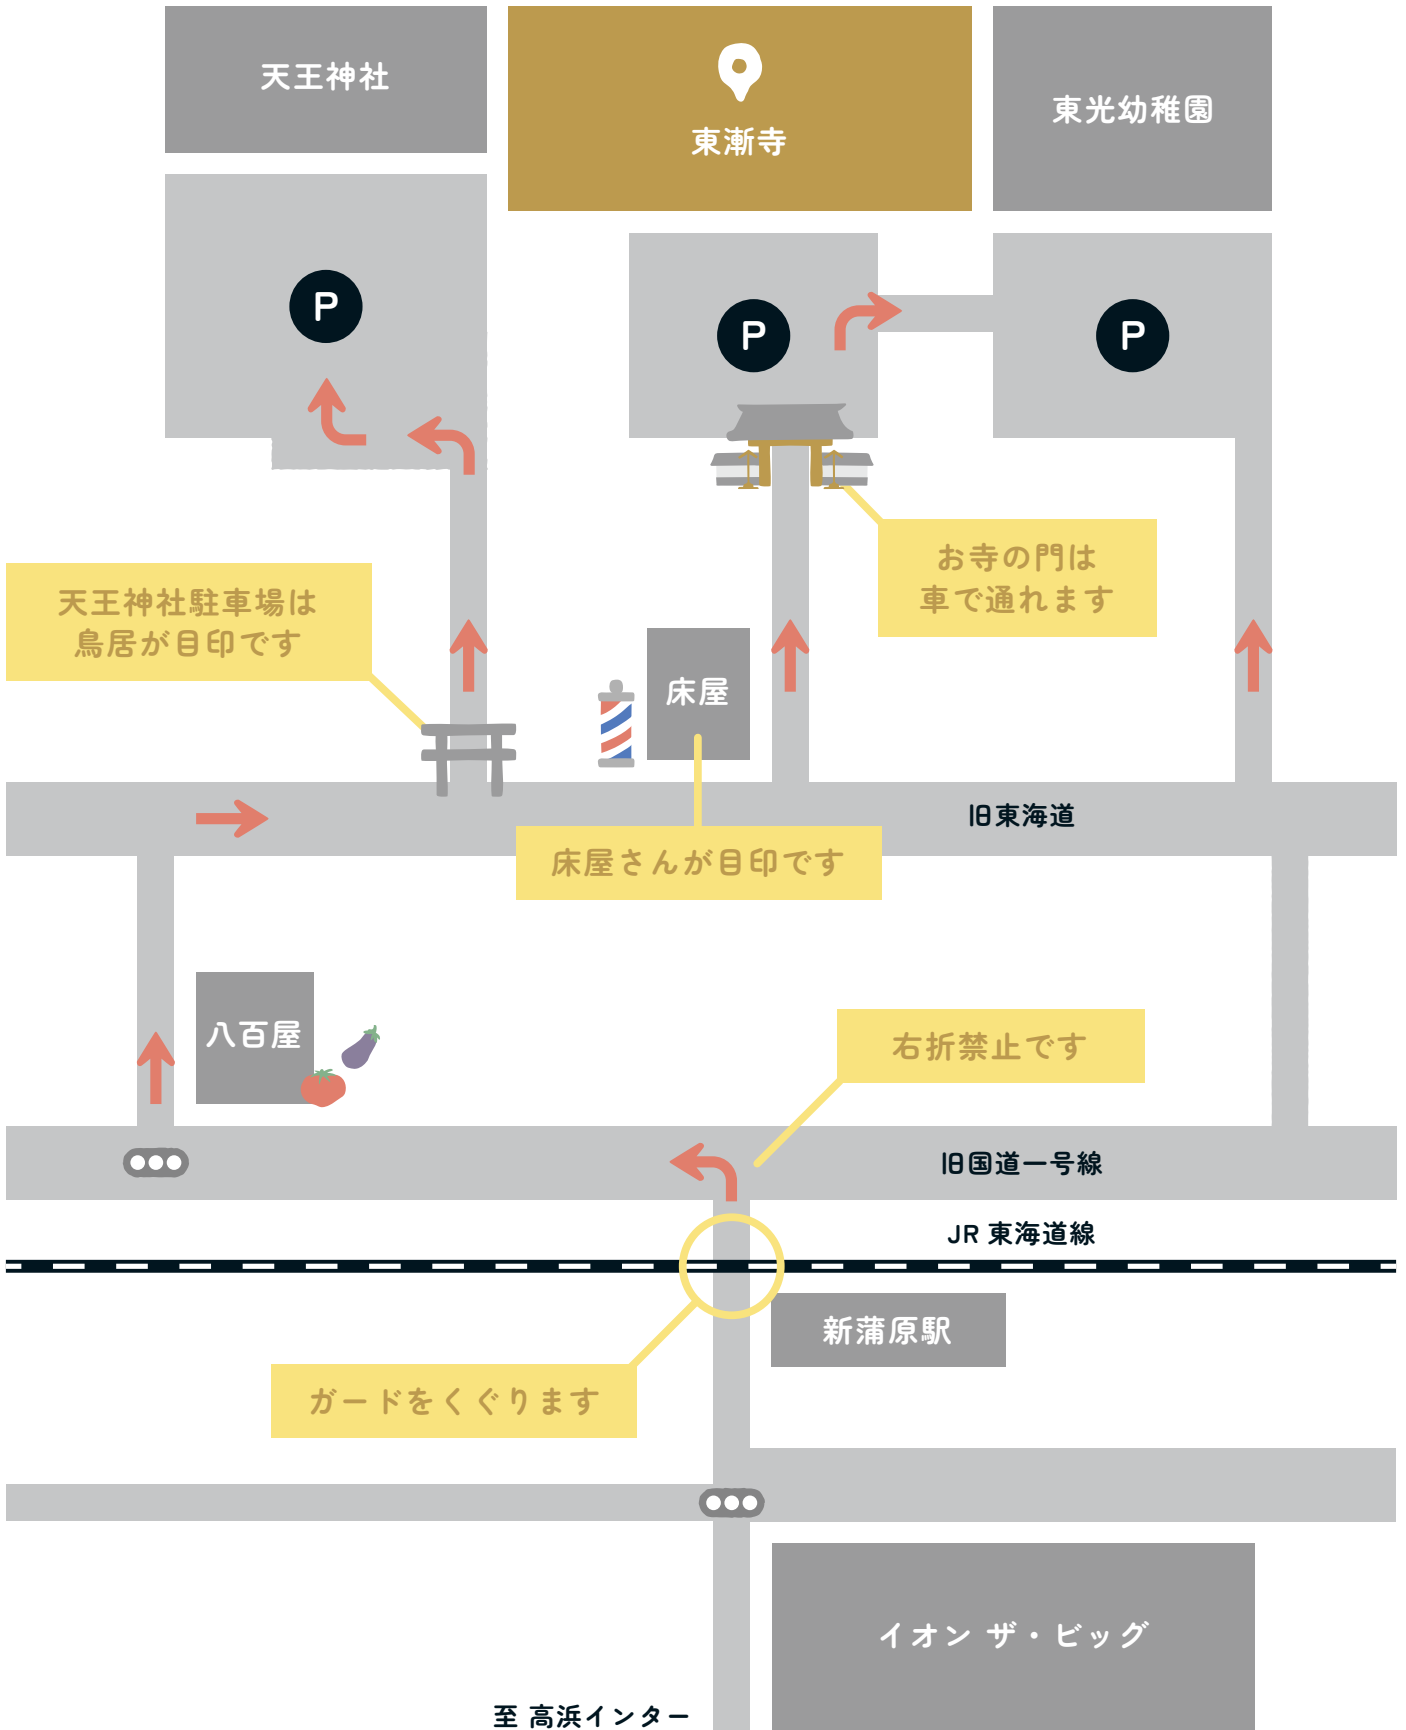 天王神社
東漸寺
東光幼稚園
P
P
P
お寺の門は
車で通れます
天王神社駐車場は
鳥居が目印です
床屋
旧東海道
床屋さんが目印です
八百屋
右折禁止です
旧国道一号線
JR 東海道線
新蒲原駅
ガードをくぐります
イオン ザ・ビッグ
至 高浜インター